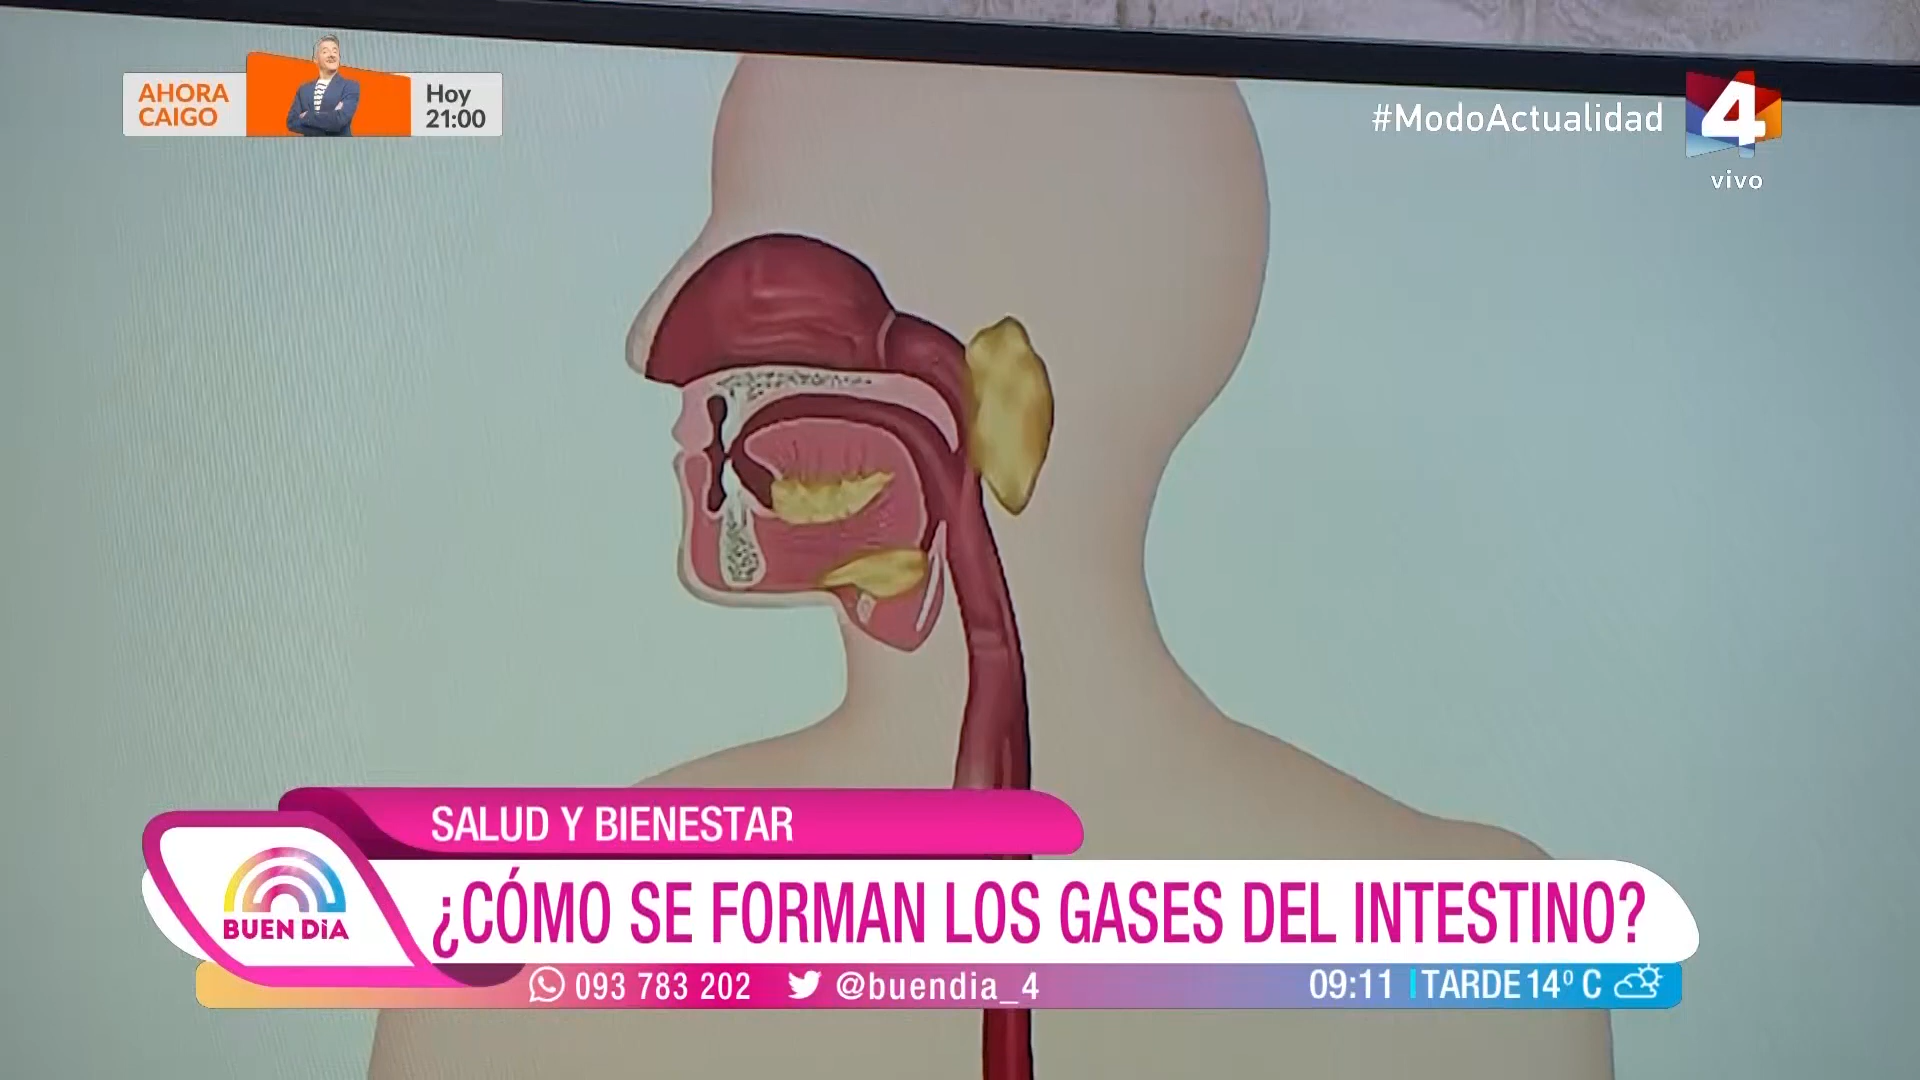 AHORA
CAIGO
Hoy
21:00
#ModoActualidad
4
vivo
SALUD Y BIENESTAR
BUEN DÍA
¿CÓMO SE FORMAN LOS GASES DEL INTESTINO?
093 783 202
@buendia_4
09:11
TARDE 14º C